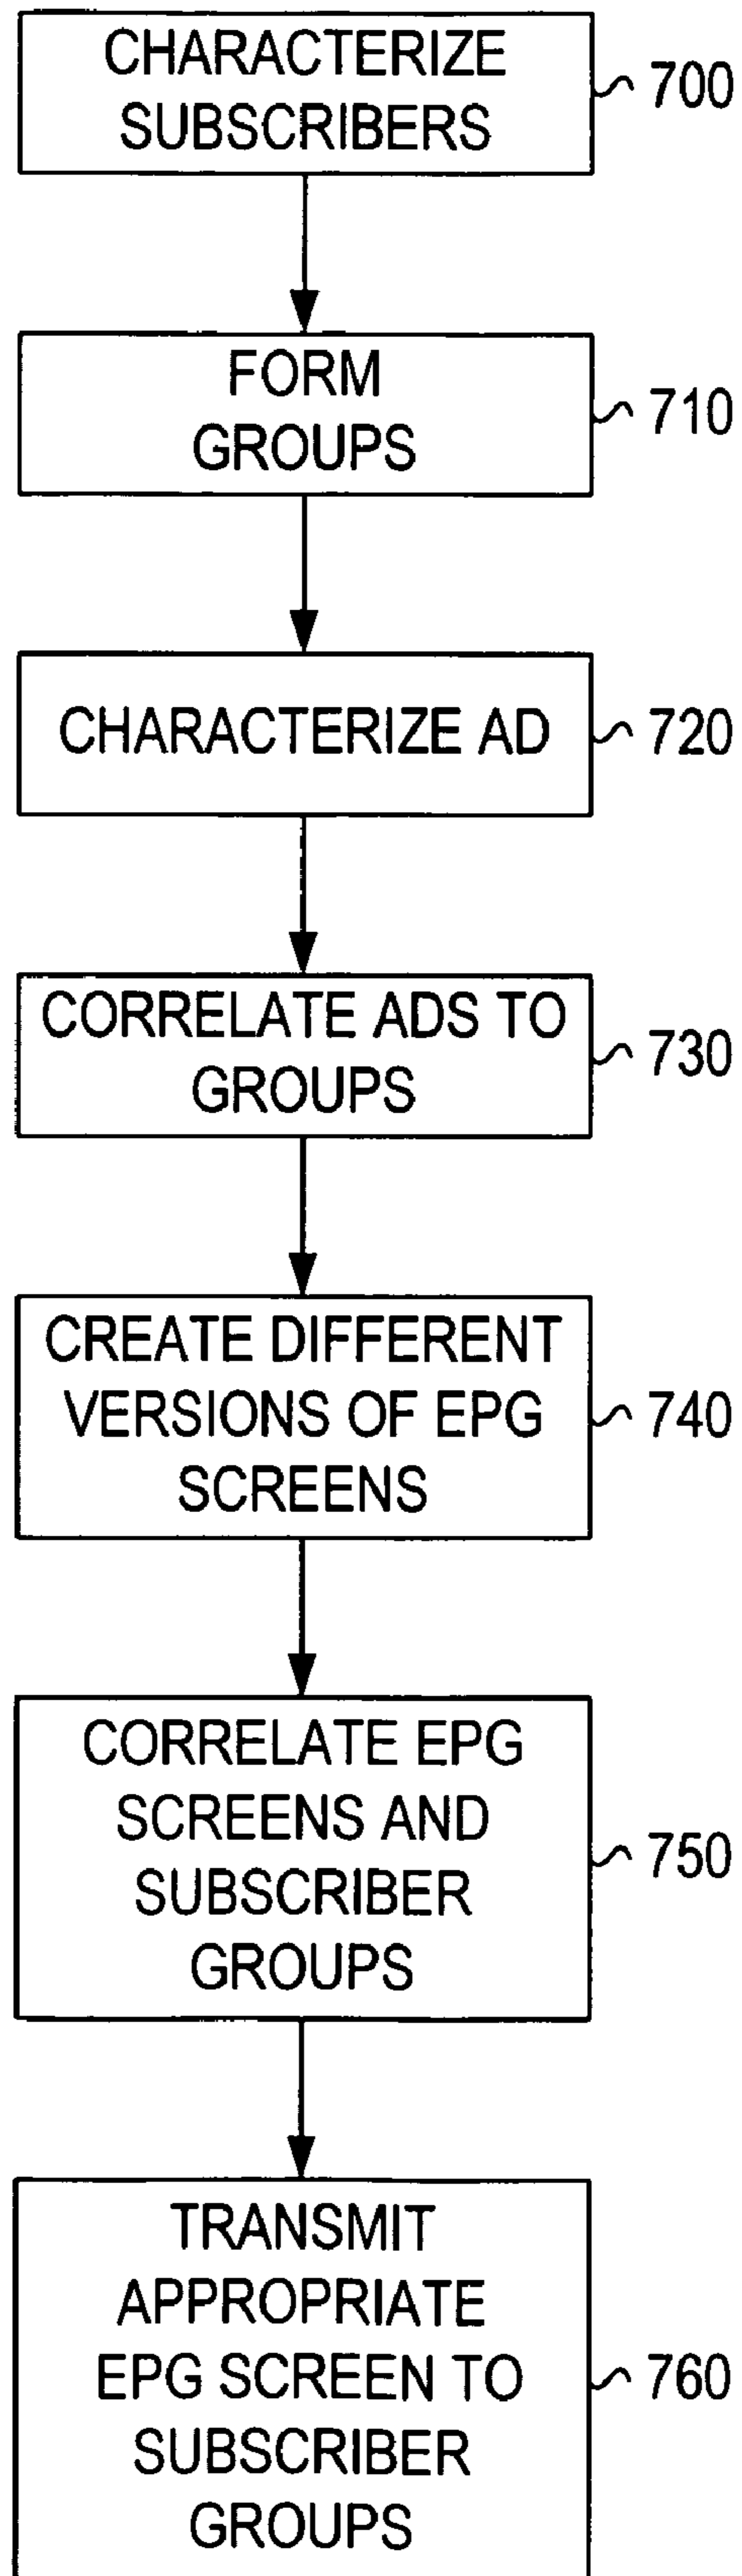 CHARACTERIZE
SUBSCRIBERS
700
FORM
GROUPS
710
CHARACTERIZE AD
720
CORRELATE ADS TO
GROUPS
730
CREATE DIFFERENT
VERSIONS OF EPG
SCREENS
740
CORRELATE EPG
SCREENS AND
SUBSCRIBER
GROUPS
750
TRANSMIT
APPROPRIATE
EPG SCREEN TO
SUBSCRIBER
GROUPS
760